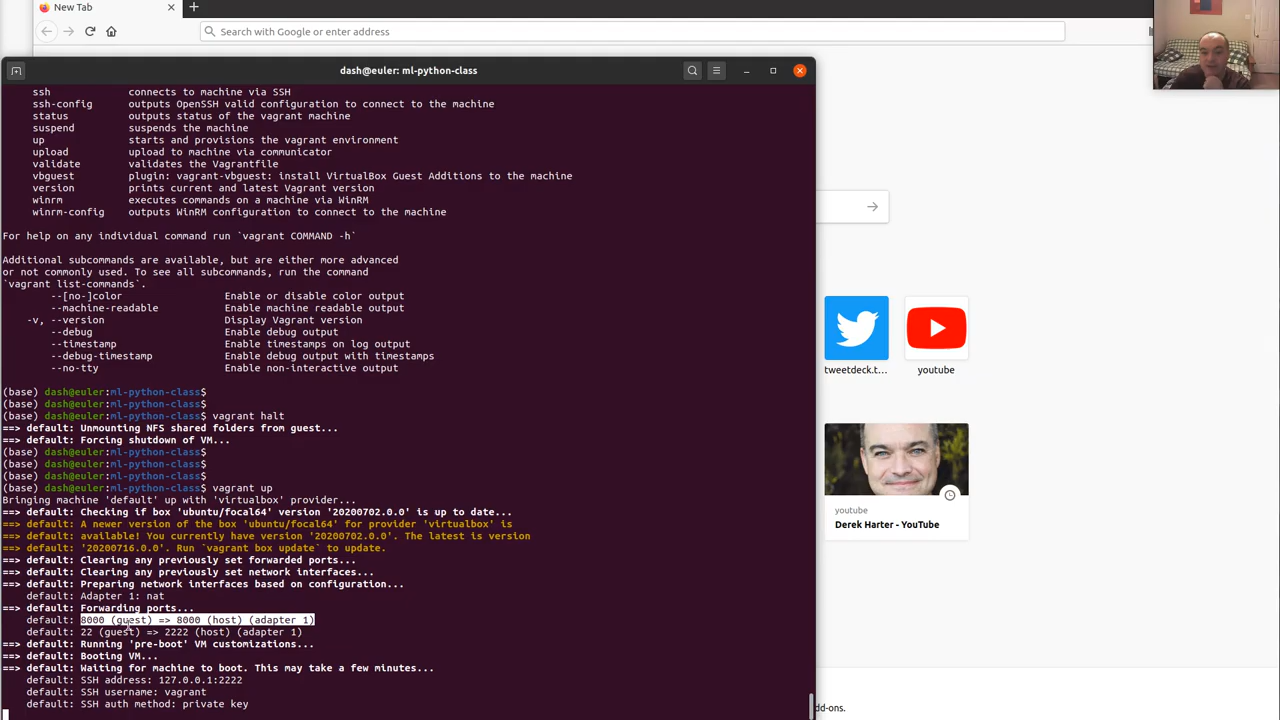 New Tab
Search with Google or enter address
dash@euler: ml-python-class
ssh connects to machine via SSH
ssh-config outputs OpenSSH valid configuration to connect to the machine
status outputs status of the vagrant machine
suspend suspends the machine
up starts and provisions the vagrant environment
upload upload to machine via communicator
validate validates the Vagrantfile
vbguest plugin: vagrant-vbguest: install VirtualBox Guest Additions to the machine
version prints current and latest Vagrant version
winrm executes commands on a machine via WinRM
winrm-config outputs WinRM configuration to connect to the machine
For help on any individual command run `vagrant COMMAND -h`
Additional subcommands are available, but are either more advanced
or not commonly used. To see all subcommands, run the command
`vagrant list-commands`.
--[no-]color Enable or disable color output
--machine-readable Enable machine readable output
-v, --version Display Vagrant version
--debug Enable debug output
--timestamp Enable timestamps on log output
--debug-timestamp Enable debug output with timestamps
--no-tty Enable non-interactive output
(base) dash@euler:ml-python-class$
(base) dash@euler:ml-python-class$
(base) dash@euler:ml-python-class$ vagrant halt
==> default: Unmounting NFS shared folders from guest...
==> default: Forcing shutdown of VM...
(base) dash@euler:ml-python-class$
(base) dash@euler:ml-python-class$
(base) dash@euler:ml-python-class$
(base) dash@euler:ml-python-class$ vagrant up
Bringing machine 'default' up with 'virtualbox' provider...
==> default: Checking if box 'ubuntu/focal64' version '20200702.0.0' is up to date...
==> default: A newer version of the box 'ubuntu/focal64' for provider 'virtualbox' is
==> default: available! You currently have version '20200702.0.0'. The latest is version
==> default: '20200716.0.0'. Run `vagrant box update` to update.
==> default: Clearing any previously set forwarded ports...
==> default: Clearing any previously set network interfaces...
==> default: Preparing network interfaces based on configuration...
default: Adapter 1: nat
==> default: Forwarding ports...
default: 8000 (guest) => 8000 (host) (adapter 1)
default: 22 (guest) => 2222 (host) (adapter 1)
==> default: Running 'pre-boot' VM customizations...
==> default: Booting VM...
==> default: Waiting for machine to boot. This may take a few minutes...
default: SSH address: 127.0.0.1:2222
default: SSH username: vagrant
default: SSH auth method: private key
tweetdeck.t...
youtube
youtube
Derek Harter - YouTube
dd-ons.